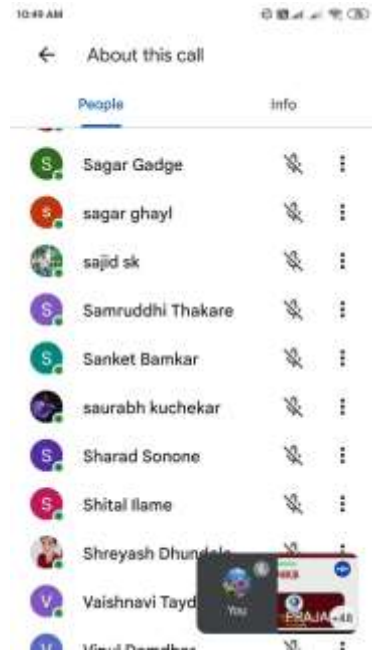 10:49 AM
About this call
People
Info
S Sagar Gadge
s sagar ghayl
sajid sk
S Samruddhi Thakare
S Sanket Bamkar
saurabh kuchekar
S Sharad Sonone
S Shital Ilame
Shreyash Dhundele
V Vaishnavi Tayd
You
+48